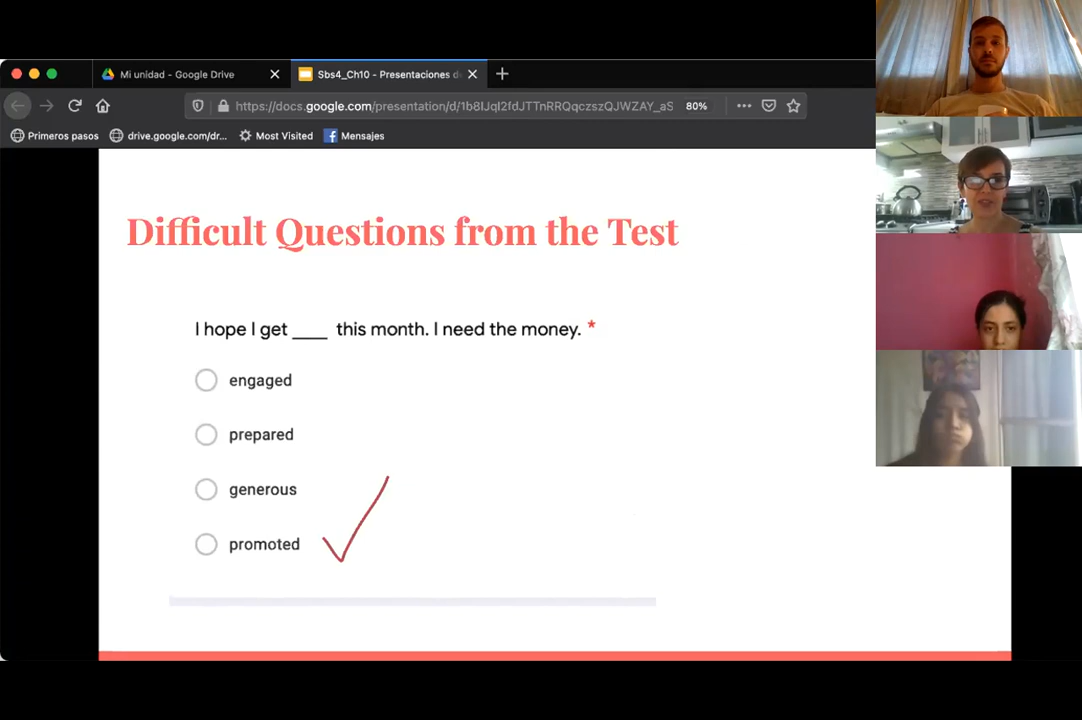 Mi unidad - Google Drive
Sbs4_Ch10 - Presentaciones d
https://docs.google.com/presentation/d/1b8IJqI2fdJTTnRRQqczszQJWZAY_aS
80%
Primeros pasos
drive.google.com/dr...
Most Visited
Mensajes
Difficult Questions from the Test
I hope I get ____ this month. I need the money. *
engaged
prepared
generous
promoted